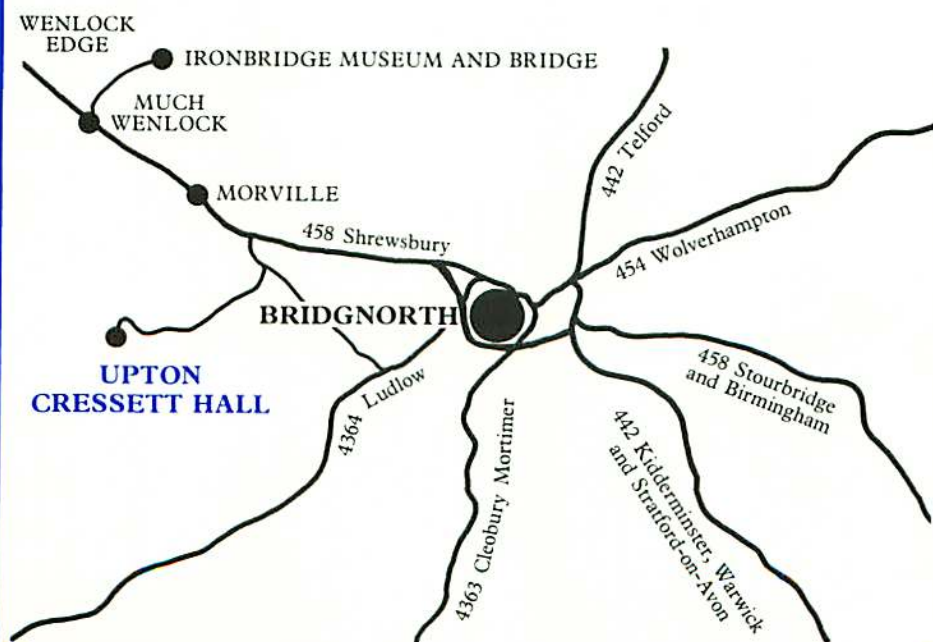 WENLOCK
EDGE
IRONBRIDGE MUSEUM AND BRIDGE
MUCH
WENLOCK
MORVILLE
442 Telford
458 Shrewsbury
454 Wolverhampton
BRIDGNORTH
UPTON
CRESSETT HALL
4364 Ludlow
458 Stourbridge
and Birmingham
4363 Cleobury Mortimer
442 Kidderminster, Warwick
and Stratford-on-Avon